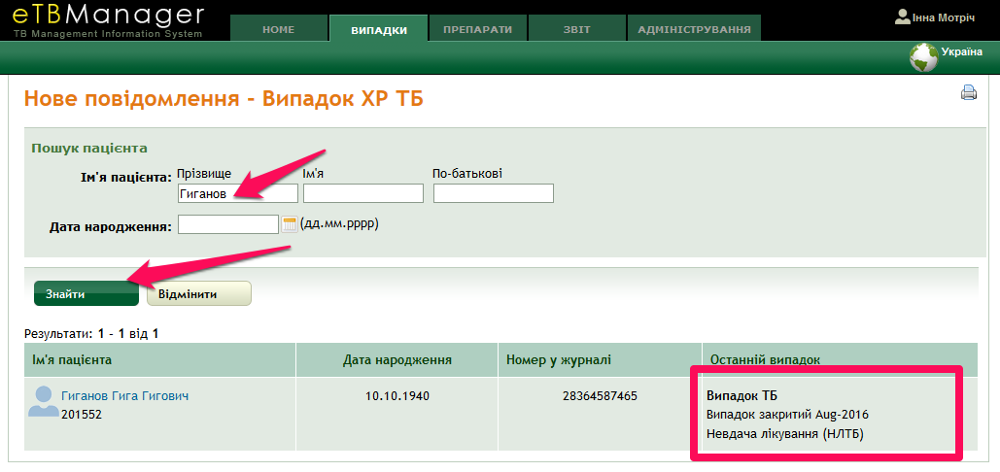 eTBManager
TB Management Information System
HOME ВИПАДКИ ПРЕПАРАТИ ЗВІТ АДМІНІСТРУВАННЯ
Інна Мотріч
Україна
Нове повідомлення - Випадок ХР ТБ
Пошук пацієнта
Ім'я пацієнта: Прізвище Ім'я По-батькові
Гиганов
Дата народження: (дд.мм.рррр)
Знайти Відмінити
Результати: 1 - 1 від 1
Ім'я пацієнта Дата народження Номер у журналі Останній випадок
Гиганов Гига Гигович 10.10.1940 28364587465 Випадок ТБ
201552 Випадок закритий Aug-2016
Невдача лікування (НЛТБ)